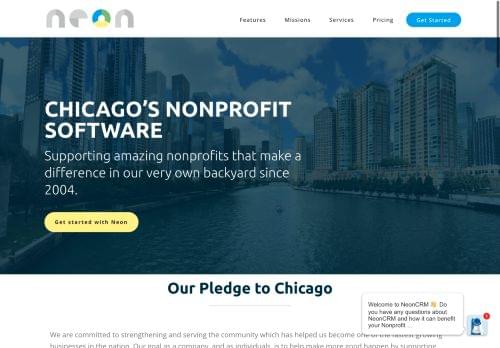 neon
Features Missions Services Pricing Get Started
CHICAGO'S NONPROFIT
SOFTWARE
Supporting amazing nonprofits that make a
difference in our very own backyard since
2004.
Get started with Neon
Our Pledge to Chicago
We are committed to strengthening and serving the community which has helped us become one of the fastest growing
businesses in the nation. Our goal as a company, and as individuals, is to help make more good happen by supporting
Welcome to NeonCRM 👋 Do
you have any questions about
NeonCRM and how it can benefit
your Nonprofit ...
1